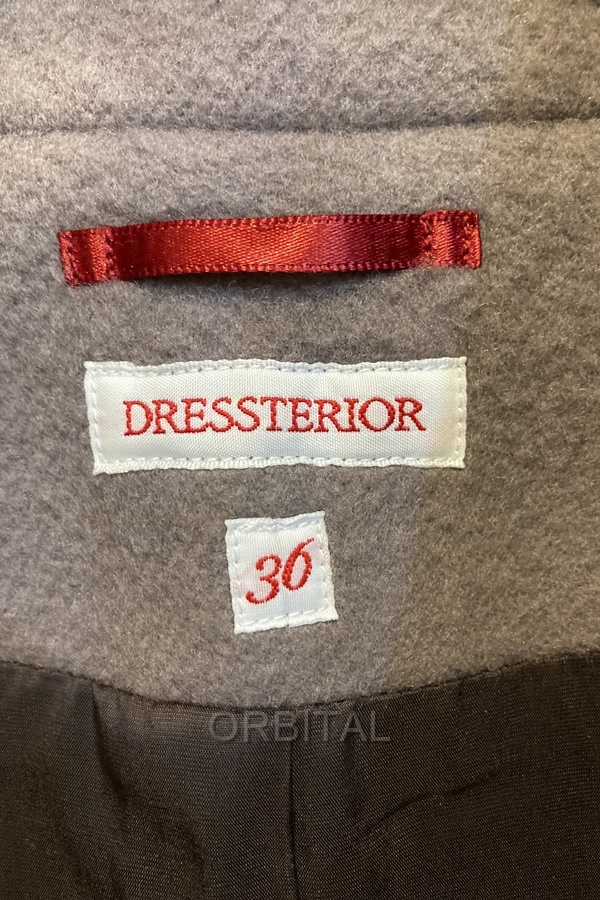 DRESSTERIOR
36
ORBITAL